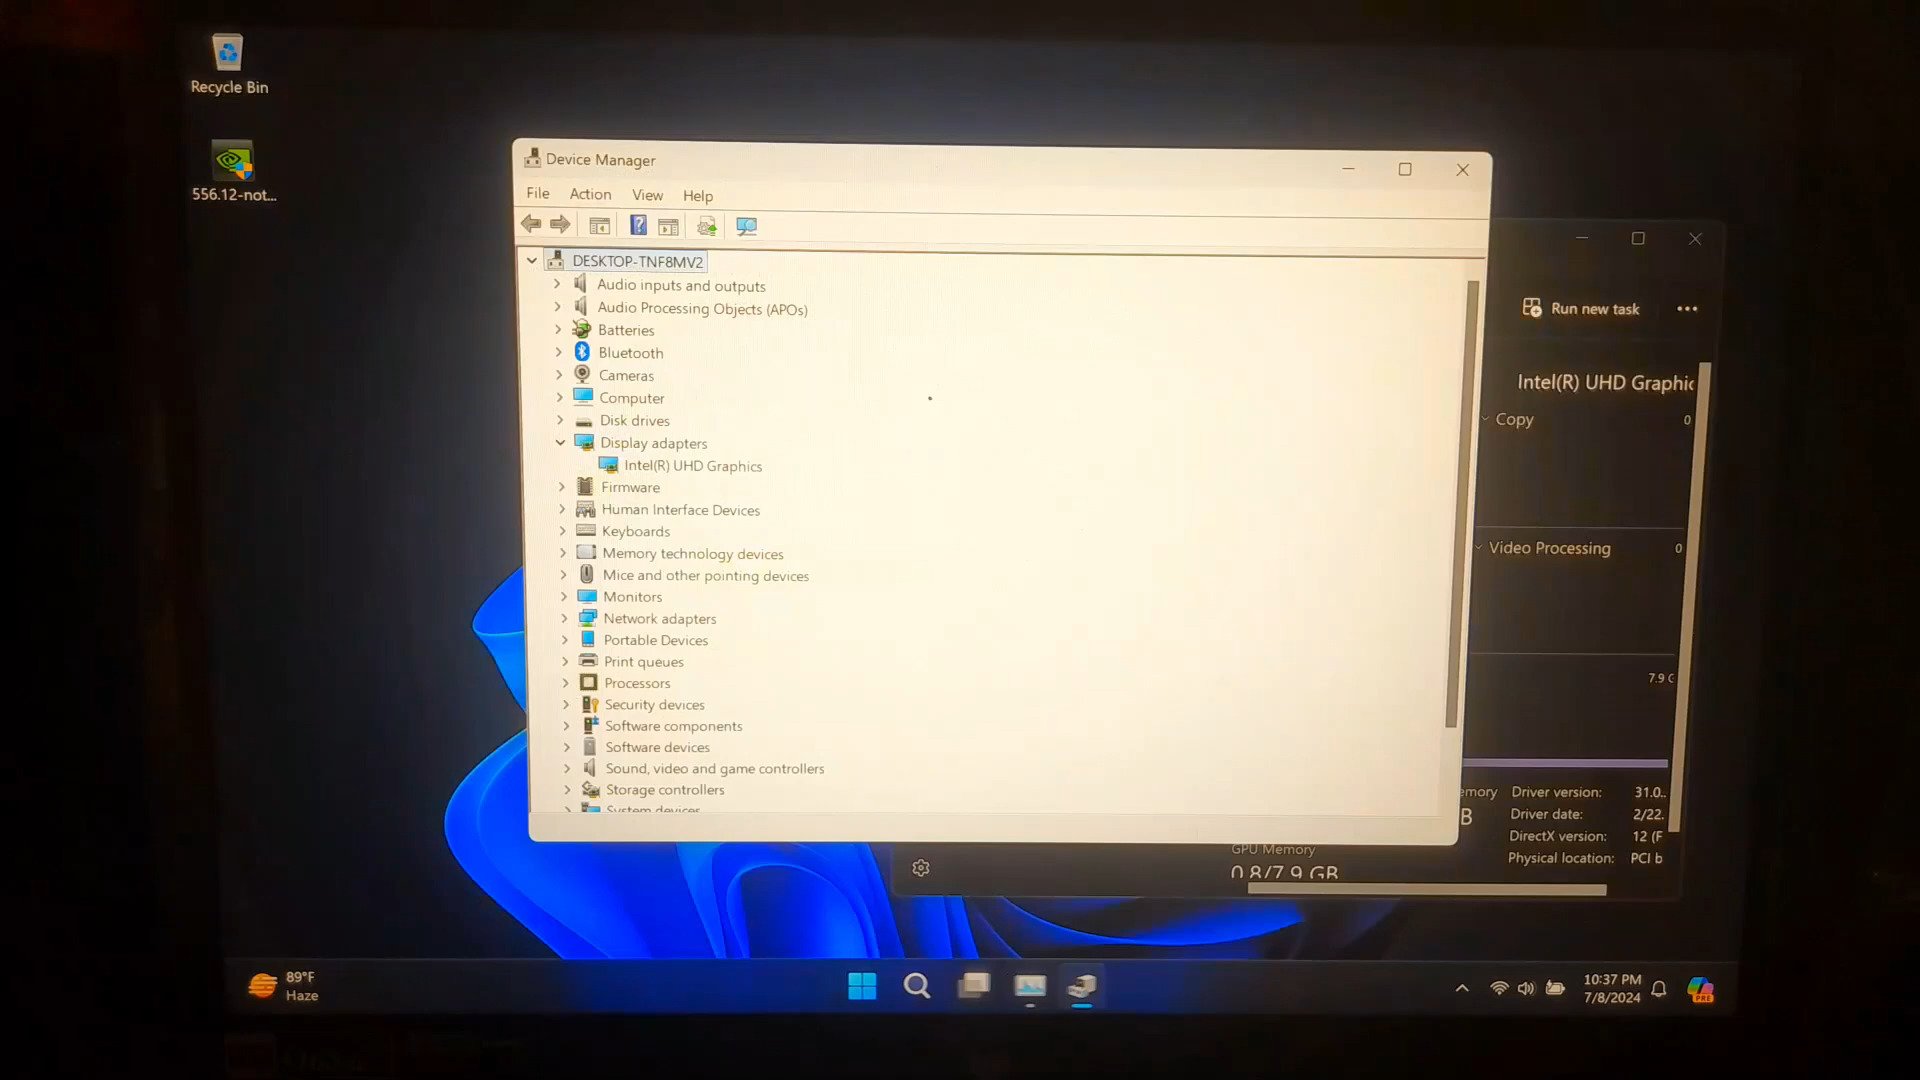 Recycle Bin
556.12-not...
Device Manager
File Action View Help
DESKTOP-TNF8MV2
Audio inputs and outputs
Audio Processing Objects (APOs)
Batteries
Bluetooth
Cameras
Computer
Disk drives
Display adapters
Intel(R) UHD Graphics
Firmware
Human Interface Devices
Keyboards
Memory technology devices
Mice and other pointing devices
Monitors
Network adapters
Portable Devices
Print queues
Processors
Security devices
Software components
Software devices
Sound, video and game controllers
Storage controllers
System devices
Run new task
Intel(R) UHD Graphic
Copy 0
Video Processing 0
7.9 G
emory
B
Driver version: 31.0..
Driver date: 2/22.
DirectX version: 12 (F
Physical location: PCI b
GPU Memory
0.8/7.9 GB
89°F
Haze
10:37 PM
7/8/2024
PRE